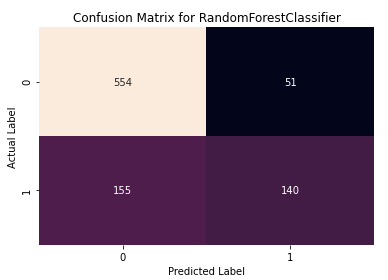 Confusion Matrix for RandomForestClassifier
0
554
51
Actual Label
1
155
140
0
1
Predicted Label